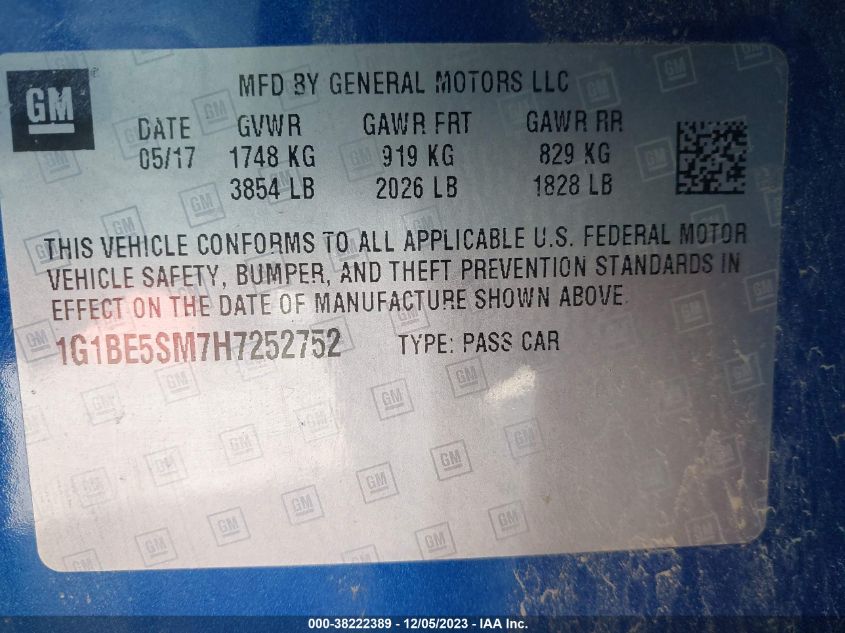 GM
MFD BY GENERAL MOTORS LLC
DATE GVWR GAWR FRT GAWR RR
05/17 1748 KG 919 KG 829 KG
3854 LB 2026 LB 1828 LB
THIS VEHICLE CONFORMS TO ALL APPLICABLE U.S. FEDERAL MOTOR
VEHICLE SAFETY, BUMPER, AND THEFT PREVENTION STANDARDS IN
EFFECT ON THE DATE OF MANUFACTURE SHOWN ABOVE.
1G1BE5SM7H7252752 TYPE: PASS CAR
000-38222389 - 12/05/2023 - IAA Inc.